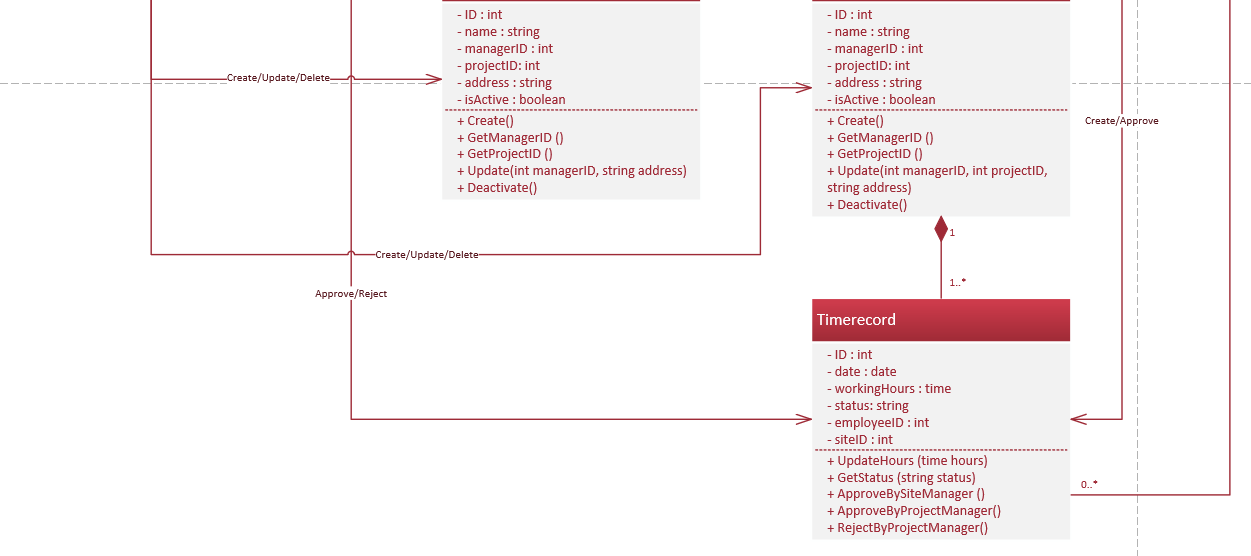 - ID : int
- name : string
- managerID : int
- projectID: int
- address : string
- isActive : boolean
+ Create()
+ GetManagerID ()
+ GetProjectID ()
+ Update(int managerID, string address)
+ Deactivate()
- ID : int
- name : string
- managerID : int
- projectID: int
- address : string
- isActive : boolean
+ Create()
+ GetManagerID ()
+ GetProjectID ()
+ Update(int managerID, int projectID,
string address)
+ Deactivate()
Create/Update/Delete
Create/Approve
Create/Update/Delete
Approve/Reject
1
1..*
Timerecord
- ID : int
- date : date
- workingHours : time
- status: string
- employeeID : int
- siteID : int
+ UpdateHours (time hours)
+ GetStatus (string status)
+ ApproveBySiteManager ()
+ ApproveByProjectManager()
+ RejectByProjectManager()
0..*